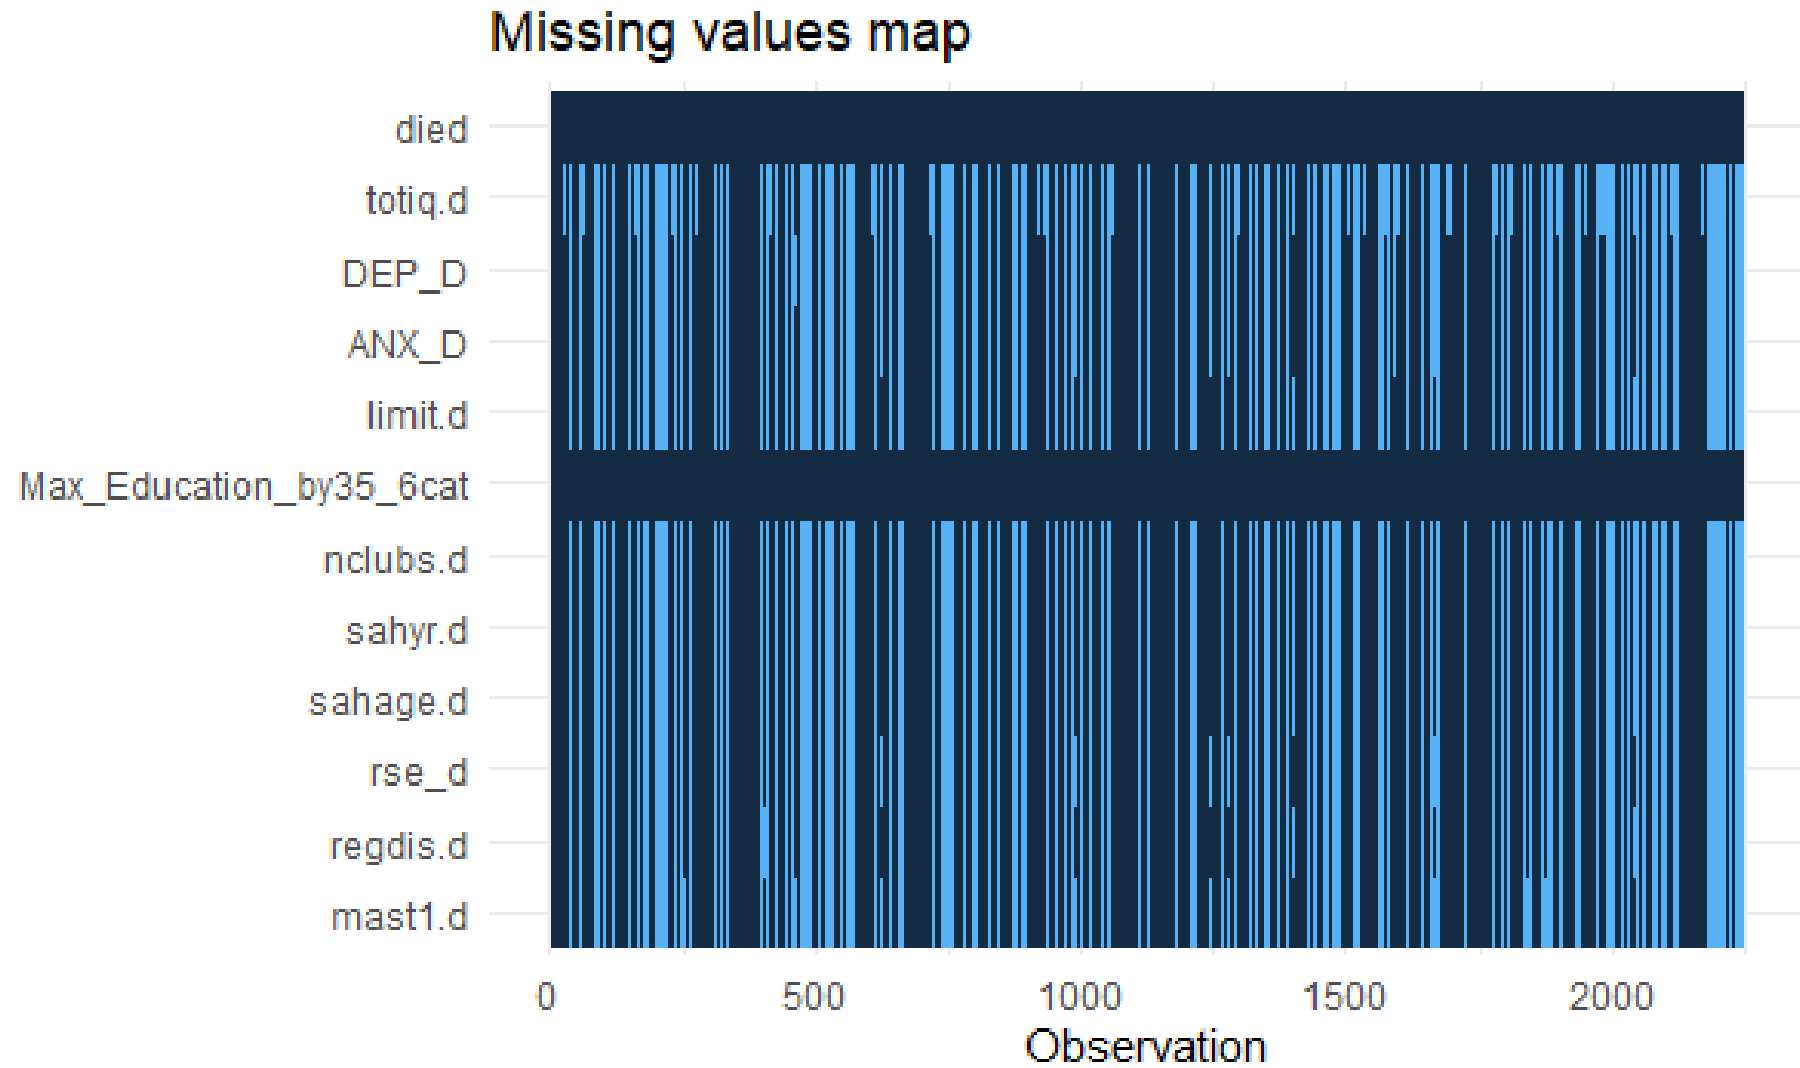 Missing values map
died
totiq.d
DEP_D
ANX_D
limit.d
Max_Education_by35_6cat
nclubs.d
sahyr.d
sahage.d
rse_d
regdis.d
mast1.d
0 500 1000 1500 2000
Observation